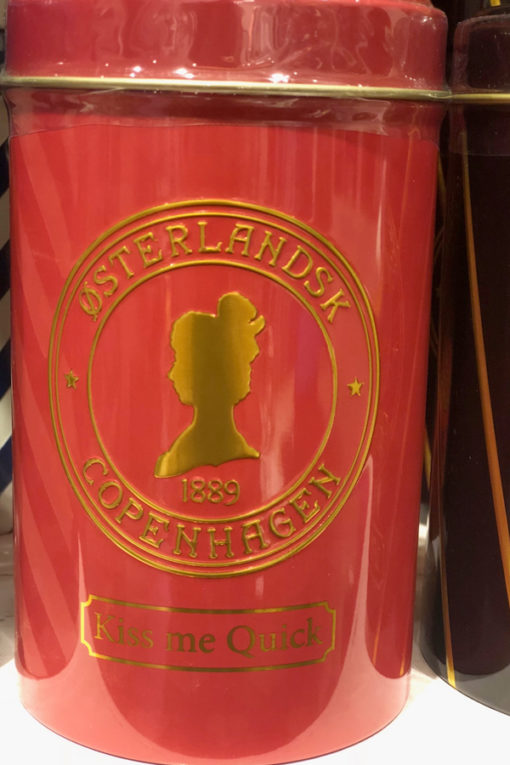 ØSTERLANDSK
1889
COPENHAGEN
Kiss me Quick